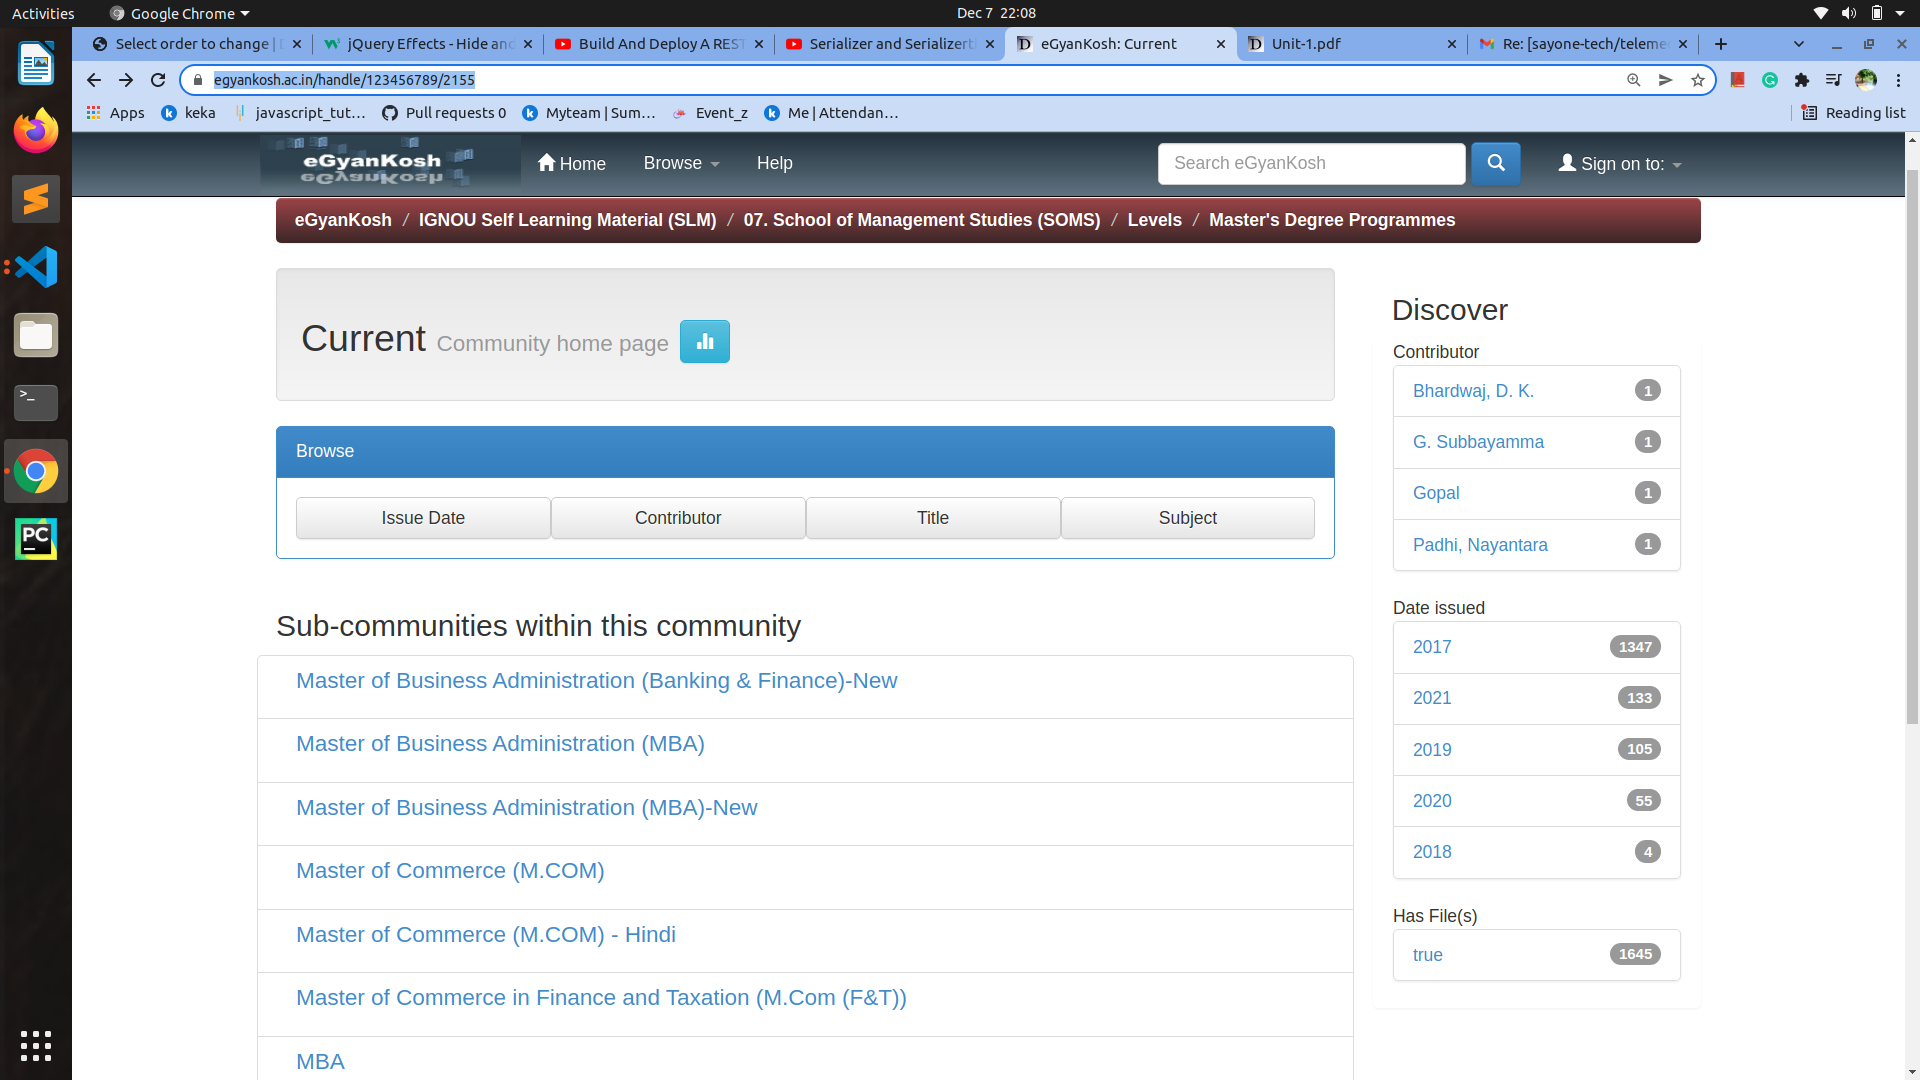 Activities
Google Chrome
Dec 7 22:08
Select order to change |
jQuery Effects - Hide and
Build And Deploy A REST
Serializer and Serializerti
eGyanKosh: Current
Unit-1.pdf
Re: [sayone-tech/teleme
egyankosh.ac.in/handle/123456789/2155
Apps
keka
javascript_tut...
Pull requests 0
Myteam | Sum...
Event_z
Me | Attendan...
Reading list
eGyanKosh
Home
Browse
Help
Search eGyanKosh
Sign on to:
eGyanKosh / IGNOU Self Learning Material (SLM) / 07. School of Management Studies (SOMS) / Levels / Master's Degree Programmes
Current Community home page
Browse
Issue Date
Contributor
Title
Subject
Sub-communities within this community
Master of Business Administration (Banking & Finance)-New
Master of Business Administration (MBA)
Master of Business Administration (MBA)-New
Master of Commerce (M.COM)
Master of Commerce (M.COM) - Hindi
Master of Commerce in Finance and Taxation (M.Com (F&T))
MBA
Discover
Contributor
Bhardwaj, D. K. 1
G. Subbayamma 1
Gopal 1
Padhi, Nayantara 1
Date issued
2017 1347
2021 133
2019 105
2020 55
2018 4
Has File(s)
true 1645
PC